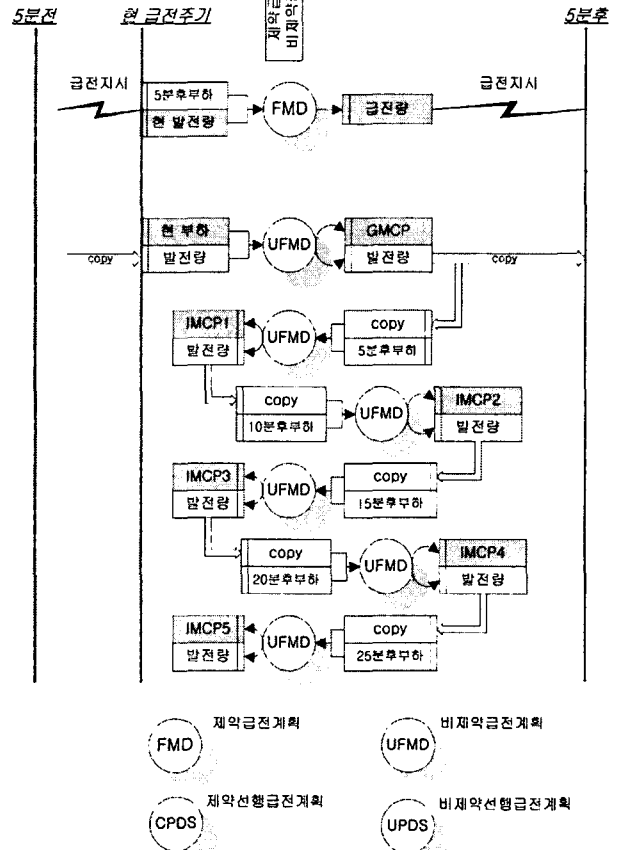 5분전
현 급전주기
5분후
제약급
비제약
급전지시
5분후부하
현 발전량
FMD
급전량
급전지시
현 부하
발전량
UFMD
GMCP
발전량
copy
copy
IMCP1
발전량
UFMD
copy
5분후부하
copy
10분후부하
UFMD
IMCP2
발전량
IMCP3
발전량
UFMD
copy
15분후부하
copy
20분후부하
UFMD
IMCP4
발전량
IMCP5
발전량
UFMD
copy
25분후부하
FMD
제약급전계획
UFMD
비제약급전계획
CPDS
제약선행급전계획
UPDS
비제약선행급전계획